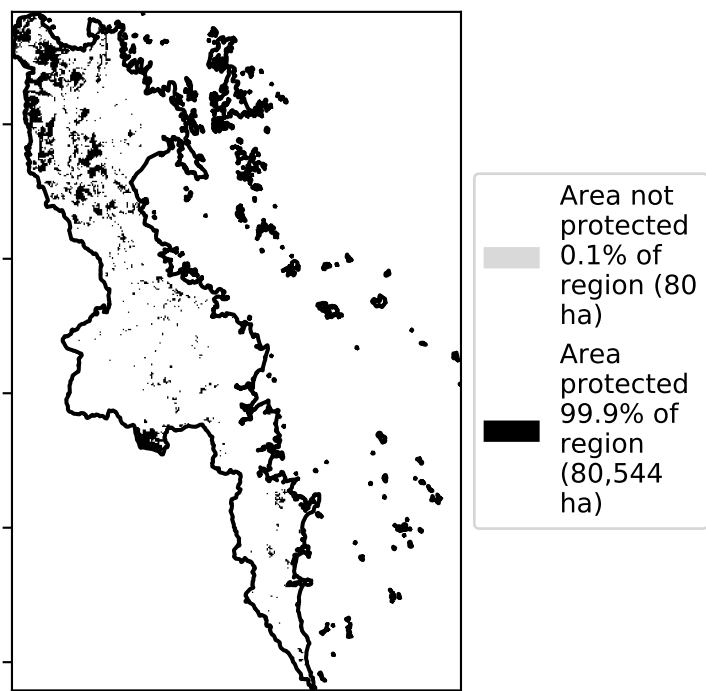 Area not
protected
0.1% of
region (80
ha)
Area
protected
99.9% of
region
(80,544
ha)